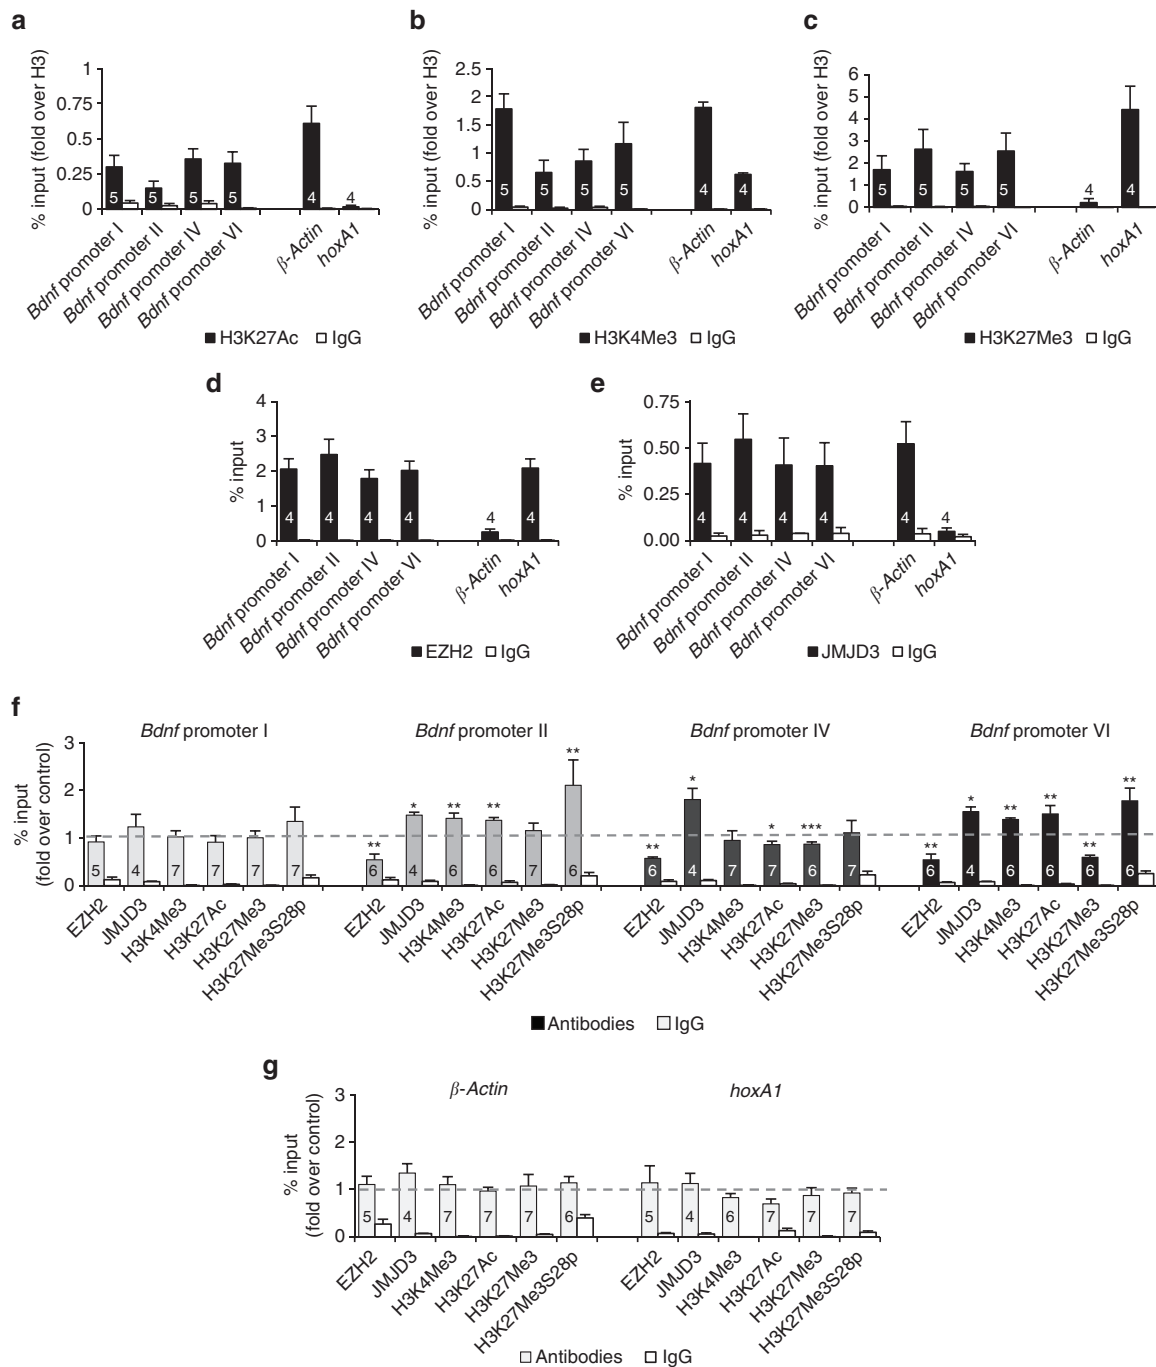 a
% input (fold over H3)
1
0.75
0.5
0.25
0
5
5
5
5
4
4
Bdnf promoter I
Bdnf promoter II
Bdnf promoter IV
Bdnf promoter VI
β-Actin
hoxA1
H3K27Ac IgG
b
% input (fold over H3)
2.5
2
1.5
1
0.5
0
5
5
5
5
4
4
Bdnf promoter I
Bdnf promoter II
Bdnf promoter IV
Bdnf promoter VI
β-Actin
hoxA1
H3K4Me3 IgG
c
% input (fold over H3)
6
5
4
3
2
1
0
5
5
5
5
4
4
Bdnf promoter I
Bdnf promoter II
Bdnf promoter IV
Bdnf promoter VI
β-Actin
hoxA1
H3K27Me3 IgG
d
% input
4
3
2
1
0
4
4
4
4
4
4
Bdnf promoter I
Bdnf promoter II
Bdnf promoter IV
Bdnf promoter VI
β-Actin
hoxA1
EZH2 IgG
e
% input
0.75
0.50
0.25
0.00
4
4
4
4
4
4
Bdnf promoter I
Bdnf promoter II
Bdnf promoter IV
Bdnf promoter VI
β-Actin
hoxA1
JMJD3 IgG
f
% input
(fold over control)
3
2
1
0
Bdnf promoter I
5
4
7
7
7
7
EZH2
JMJD3
H3K4Me3
H3K27Ac
H3K27Me3
H3K27Me3S28p
Bdnf promoter II
**
*
**
**
**
6
4
6
6
7
6
EZH2
JMJD3
H3K4Me3
H3K27Ac
H3K27Me3
H3K27Me3S28p
Bdnf promoter IV
**
*
*
***
6
4
7
7
6
7
EZH2
JMJD3
H3K4Me3
H3K27Ac
H3K27Me3
H3K27Me3S28p
Bdnf promoter VI
**
*
**
**
**
**
6
4
6
6
6
6
EZH2
JMJD3
H3K4Me3
H3K27Ac
H3K27Me3
H3K27Me3S28p
Antibodies IgG
g
% input
(fold over control)
3
2
1
0
β-Actin
5
4
7
7
7
6
EZH2
JMJD3
H3K4Me3
H3K27Ac
H3K27Me3
H3K27Me3S28p
hoxA1
5
4
6
7
7
7
EZH2
JMJD3
H3K4Me3
H3K27Ac
H3K27Me3
H3K27Me3S28p
Antibodies IgG